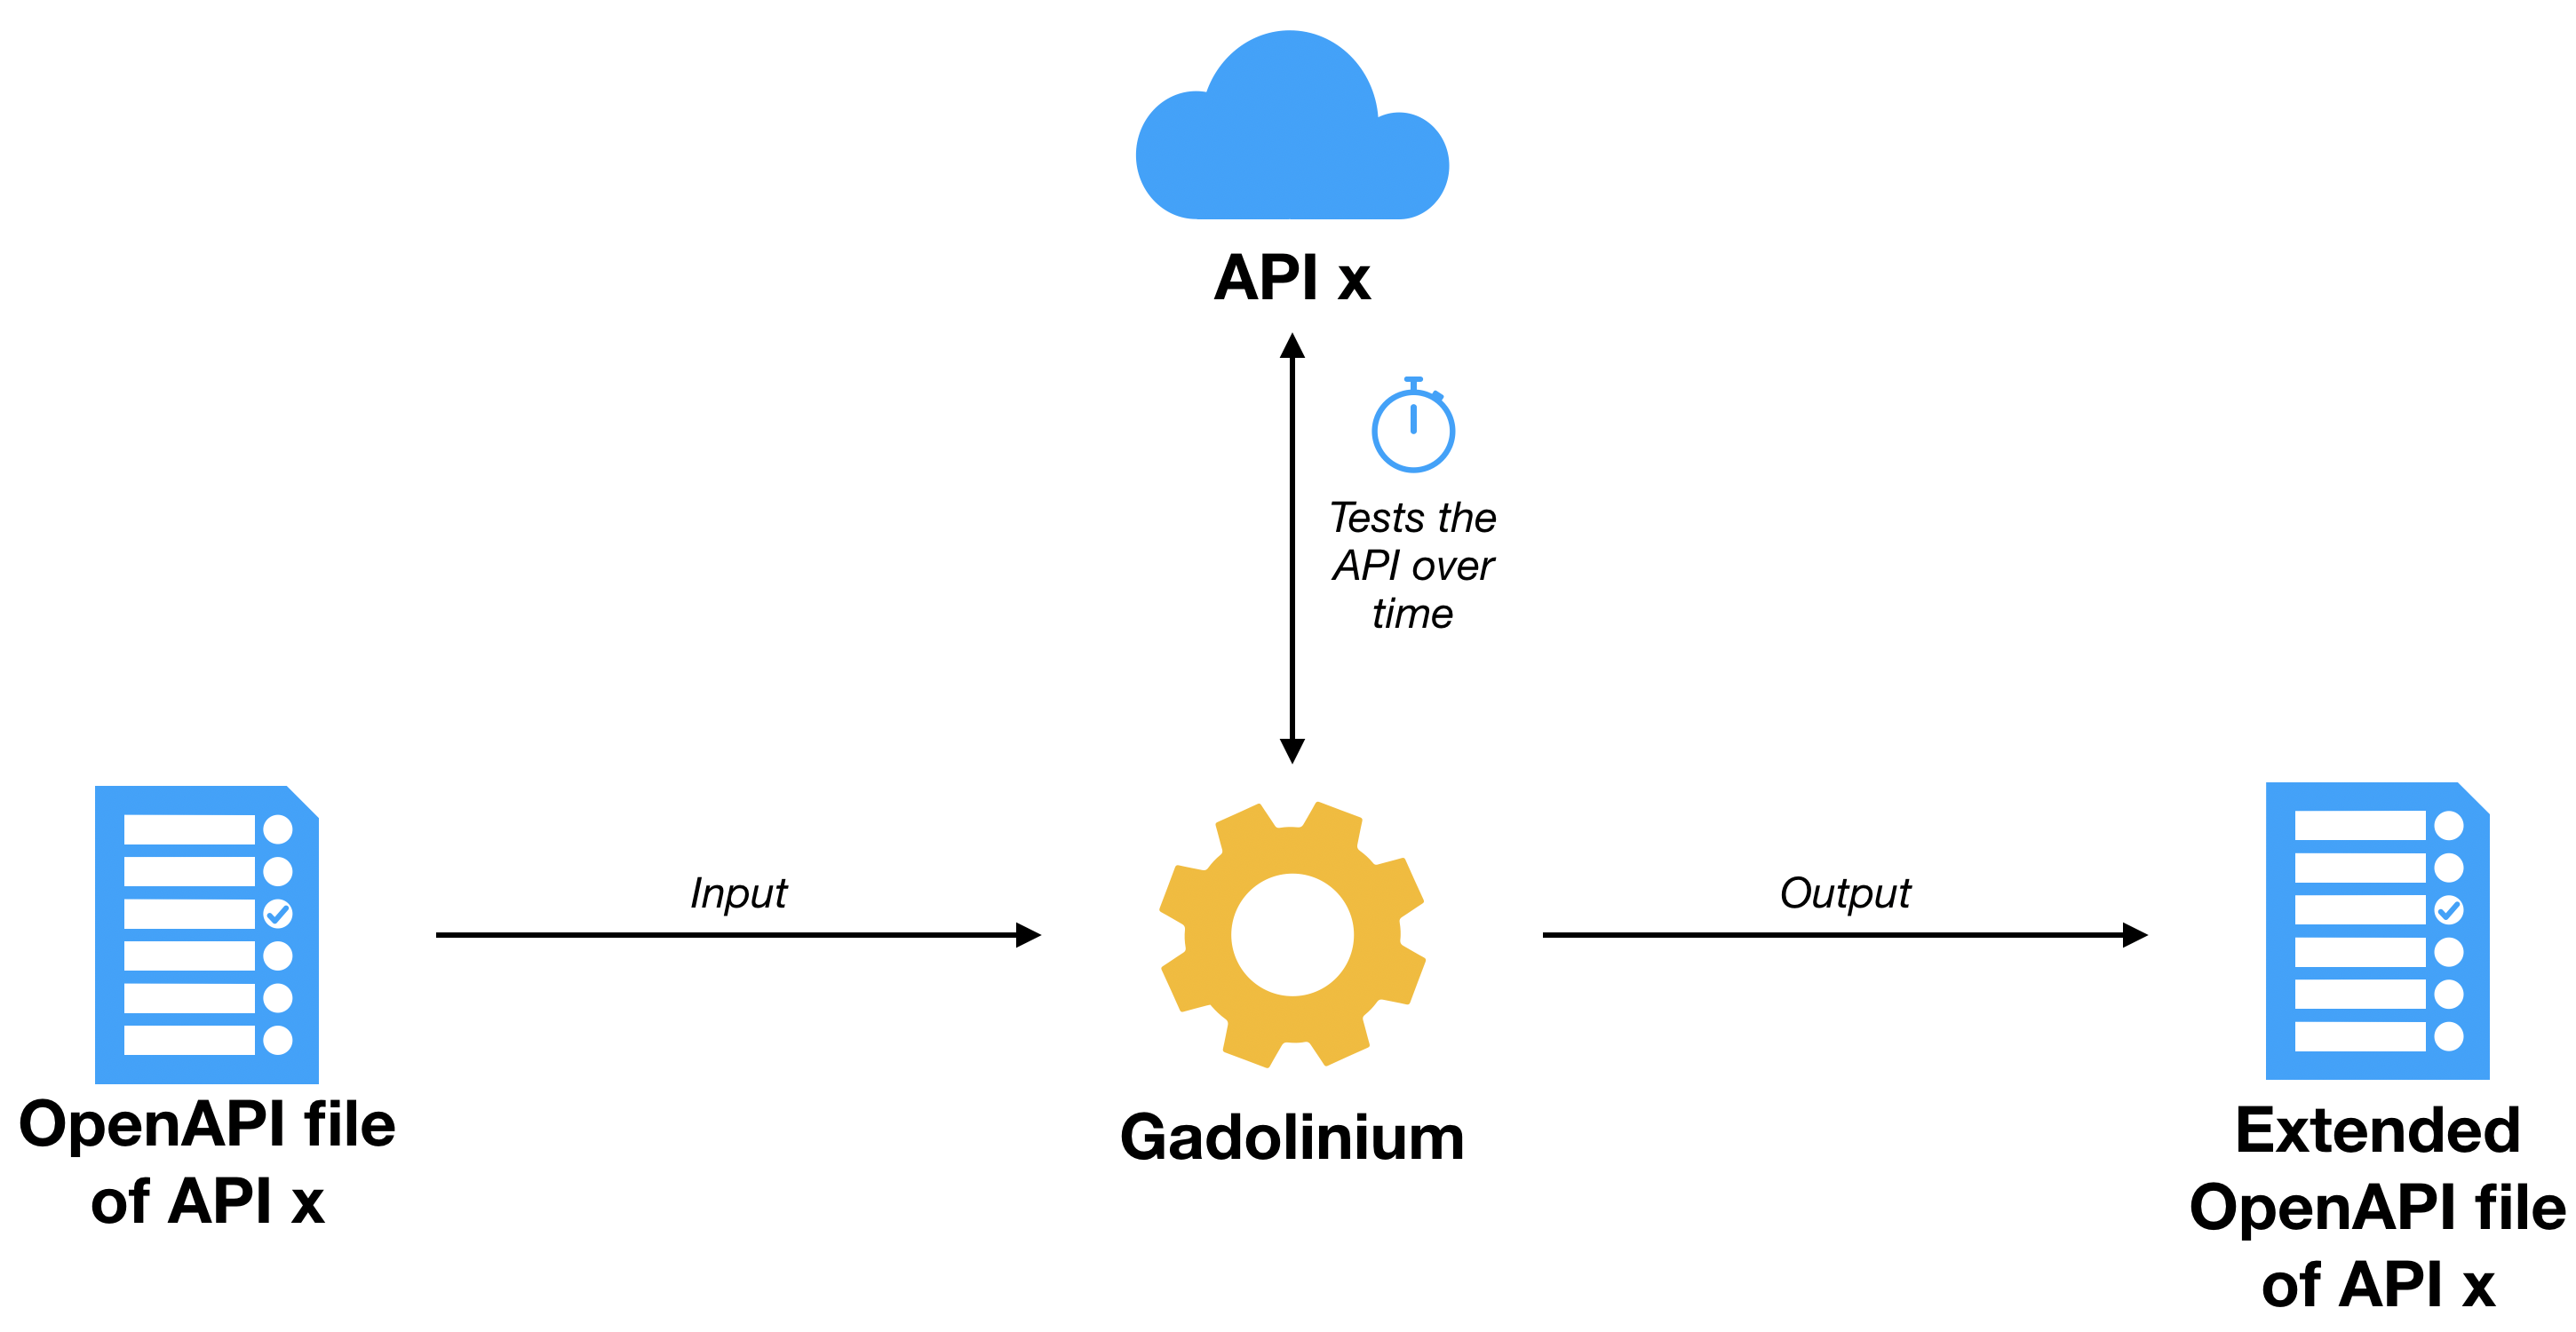 API x
Tests the
API over
time
Input
Output
OpenAPI file
of API x
Gadolinium
Extended
OpenAPI file
of API x